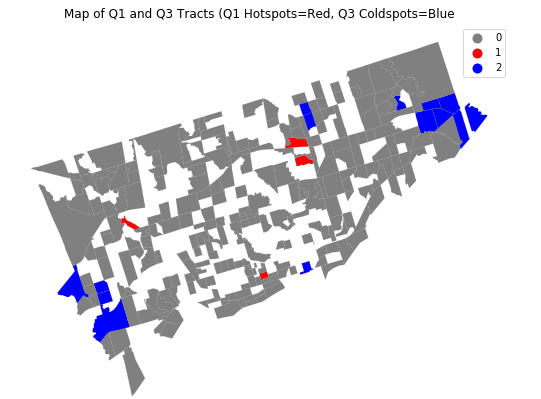 Map of Q1 and Q3 Tracts (Q1 Hotspots=Red, Q3 Coldspots=Blue
0
1
2